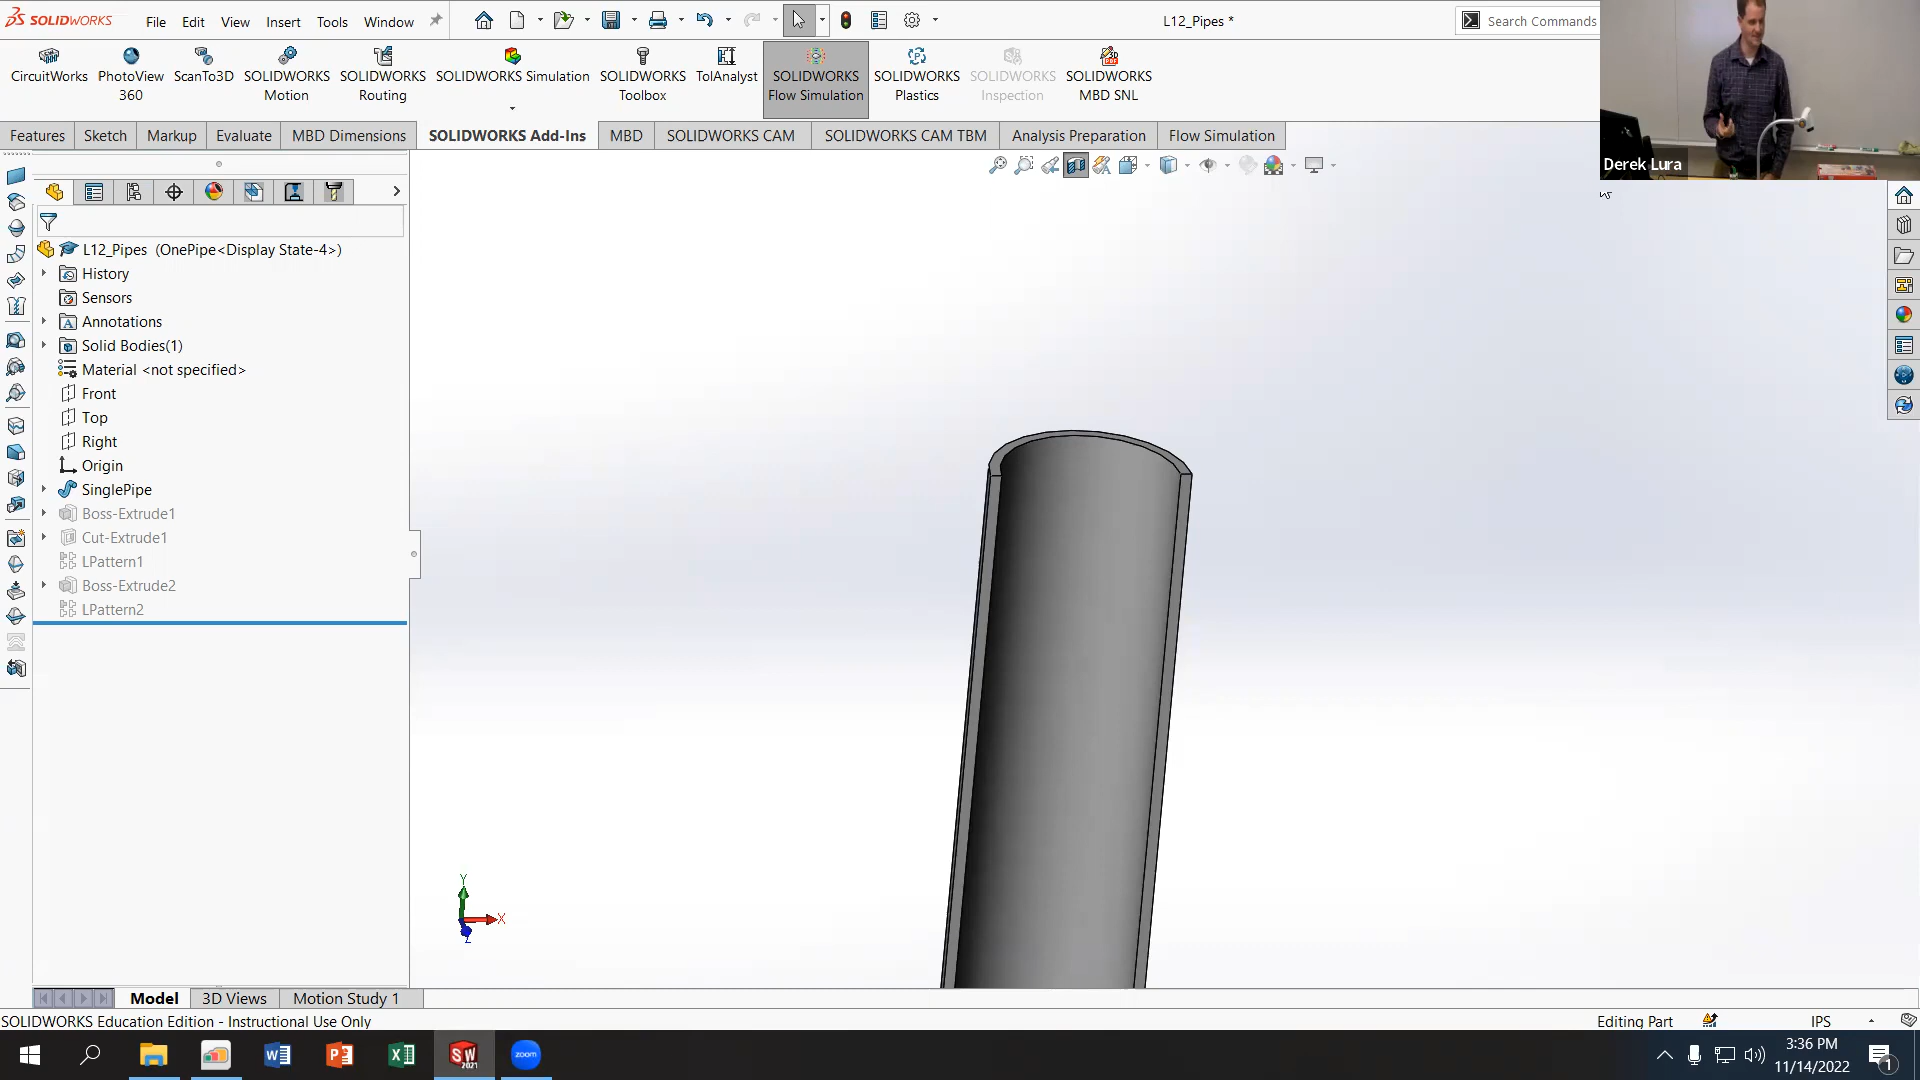 SOLIDWORKS
File Edit View Insert Tools Window
L12_Pipes *
Search Commands
CircuitWorks
PhotoView 360
ScanTo3D
SOLIDWORKS Motion
SOLIDWORKS Routing
SOLIDWORKS Simulation
SOLIDWORKS Toolbox
TolAnalyst
SOLIDWORKS Flow Simulation
SOLIDWORKS Plastics
SOLIDWORKS Inspection
SOLIDWORKS MBD SNL
Features Sketch Markup Evaluate MBD Dimensions SOLIDWORKS Add-Ins MBD SOLIDWORKS CAM SOLIDWORKS CAM TBM Analysis Preparation Flow Simulation
Derek Lura
L12_Pipes (OnePipe<Display State-4>)
History
Sensors
Annotations
Solid Bodies(1)
Material <not specified>
Front
Top
Right
Origin
SinglePipe
Boss-Extrude1
Cut-Extrude1
LPattern1
Boss-Extrude2
LPattern2
Y
X
Z
Model 3D Views Motion Study 1
SOLIDWORKS Education Edition - Instructional Use Only
Editing Part
IPS
SW
2021
zoom
3:36 PM
11/14/2022
1